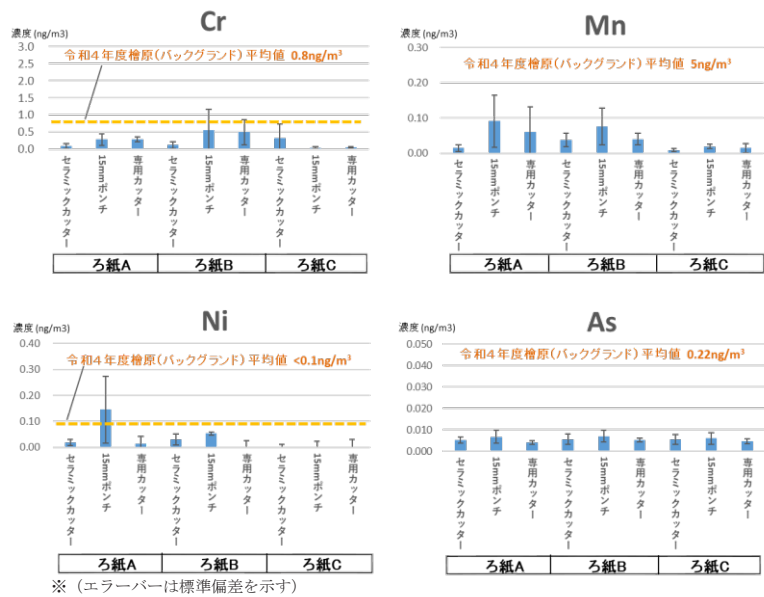 Cr
濃度 (ng/m3)
令和4年度檜原(バックグランド)平均値 0.8ng/m³
3.0
2.5
2.0
1.5
1.0
0.5
0.0
セラミックカッター
15mmポンチ
専用カッター
セラミックカッター
15mmポンチ
専用カッター
セラミックカッター
15mmポンチ
専用カッター
ろ紙A
ろ紙B
ろ紙C
Mn
濃度 (ng/m3)
令和4年度檜原(バックグランド)平均値 5ng/m³
0.30
0.20
0.10
0.00
セラミックカッター
15mmポンチ
専用カッター
セラミックカッター
15mmポンチ
専用カッター
セラミックカッター
15mmポンチ
専用カッター
ろ紙A
ろ紙B
ろ紙C
Ni
濃度 (ng/m3)
令和4年度檜原(バックグランド)平均値 <0.1ng/m³
0.40
0.30
0.20
0.10
0.00
セラミックカッター
15mmポンチ
専用カッター
セラミックカッター
15mmポンチ
専用カッター
セラミックカッター
15mmポンチ
専用カッター
ろ紙A
ろ紙B
ろ紙C
As
濃度 (ng/m3)
令和4年度檜原(バックグランド)平均値 0.22ng/m³
0.050
0.040
0.030
0.020
0.010
0.000
セラミックカッター
15mmポンチ
専用カッター
セラミックカッター
15mmポンチ
専用カッター
セラミックカッター
15mmポンチ
専用カッター
ろ紙A
ろ紙B
ろ紙C
※（エラーバーは標準偏差を示す）